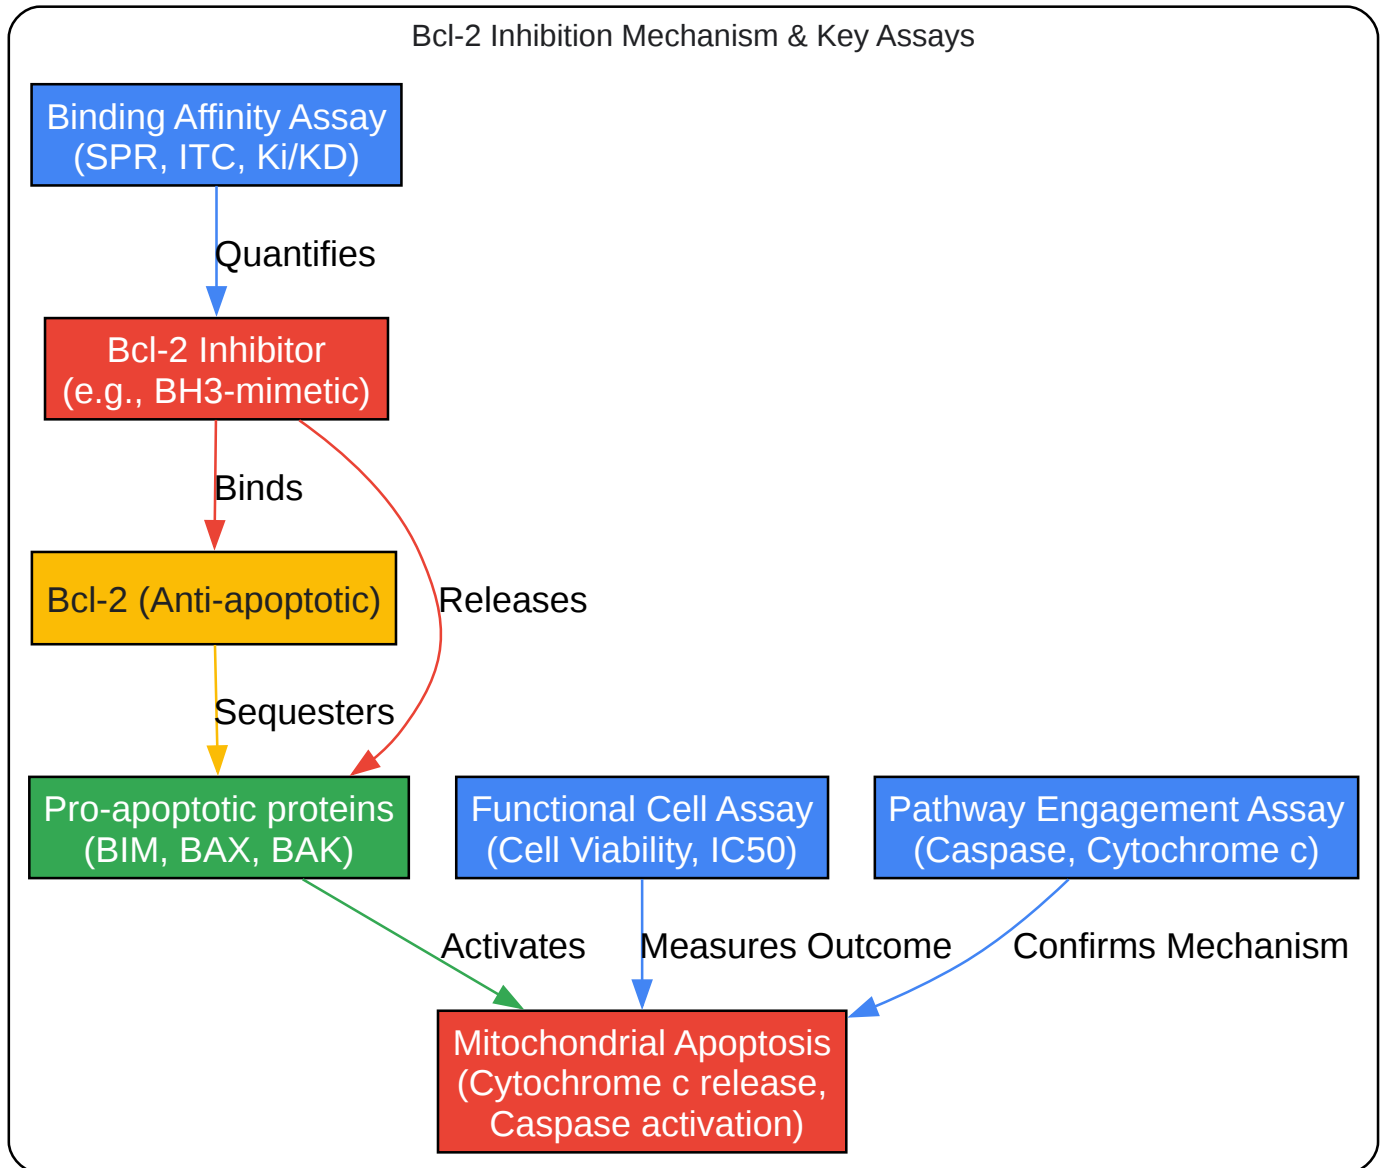 Bcl-2 Inhibition Mechanism & Key Assays
Binding Affinity Assay
(SPR, ITC, Ki/KD)
Quantifies
Bcl-2 Inhibitor
(e.g., BH3-mimetic)
Binds
Bcl-2 (Anti-apoptotic)
Releases
Sequesters
Pro-apoptotic proteins
(BIM, BAX, BAK)
Functional Cell Assay
(Cell Viability, IC50)
Pathway Engagement Assay
(Caspase, Cytochrome c)
Activates
Measures Outcome
Confirms Mechanism
Mitochondrial Apoptosis
(Cytochrome c release,
Caspase activation)